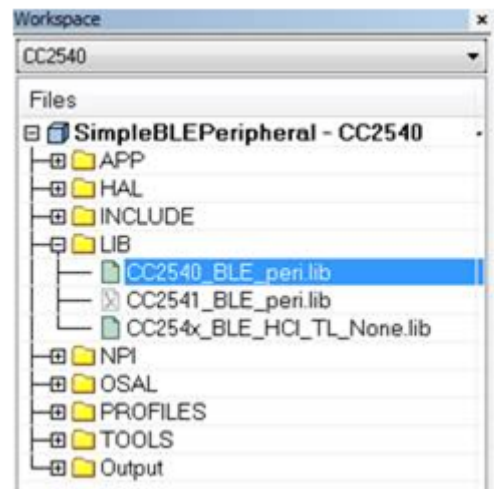 Workspace
CC2540
Files
SimpleBLEPeripheral - CC2540
APP
HAL
INCLUDE
LIB
CC2540_BLE_peri.lib
CC2541_BLE_peri.lib
CC254x_BLE_HCI_TL_None.lib
NPI
OSAL
PROFILES
TOOLS
Output